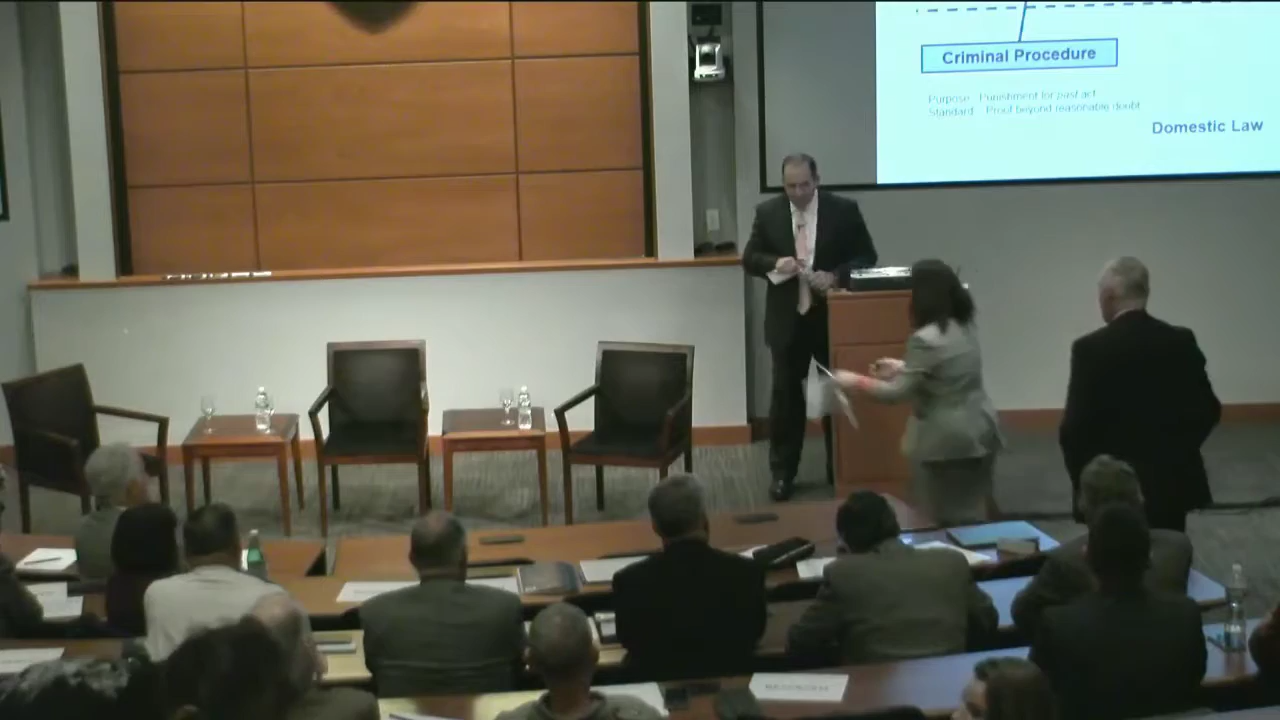 Criminal Procedure
Purpose - Punishment for past act
Standard - Proof beyond reasonable doubt
Domestic Law